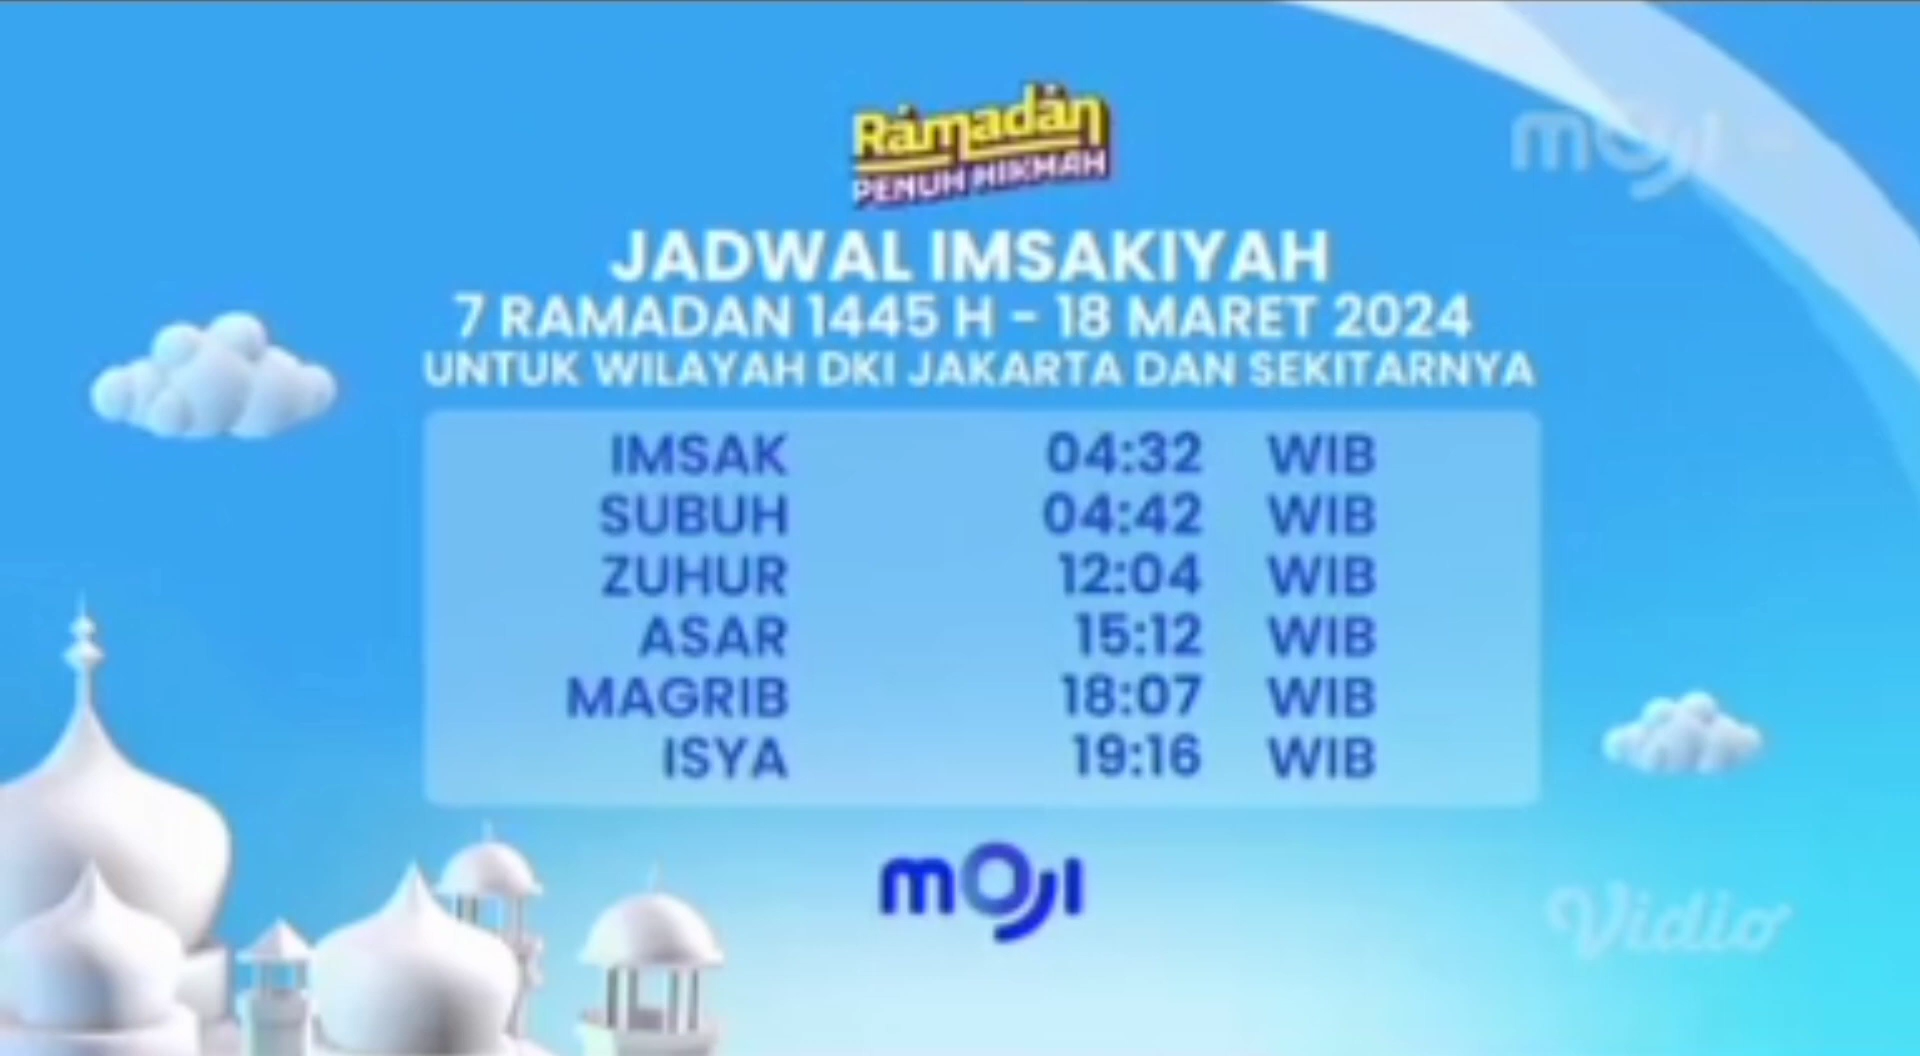 Ramadan
PENUH HIKMAH
moji
JADWAL IMSAKIYAH
7 RAMADAN 1445 H - 18 MARET 2024
UNTUK WILAYAH DKI JAKARTA DAN SEKITARNYA
IMSAK 04:32 WIB
SUBUH 04:42 WIB
ZUHUR 12:04 WIB
ASAR 15:12 WIB
MAGRIB 18:07 WIB
ISYA 19:16 WIB
moji
Vidio